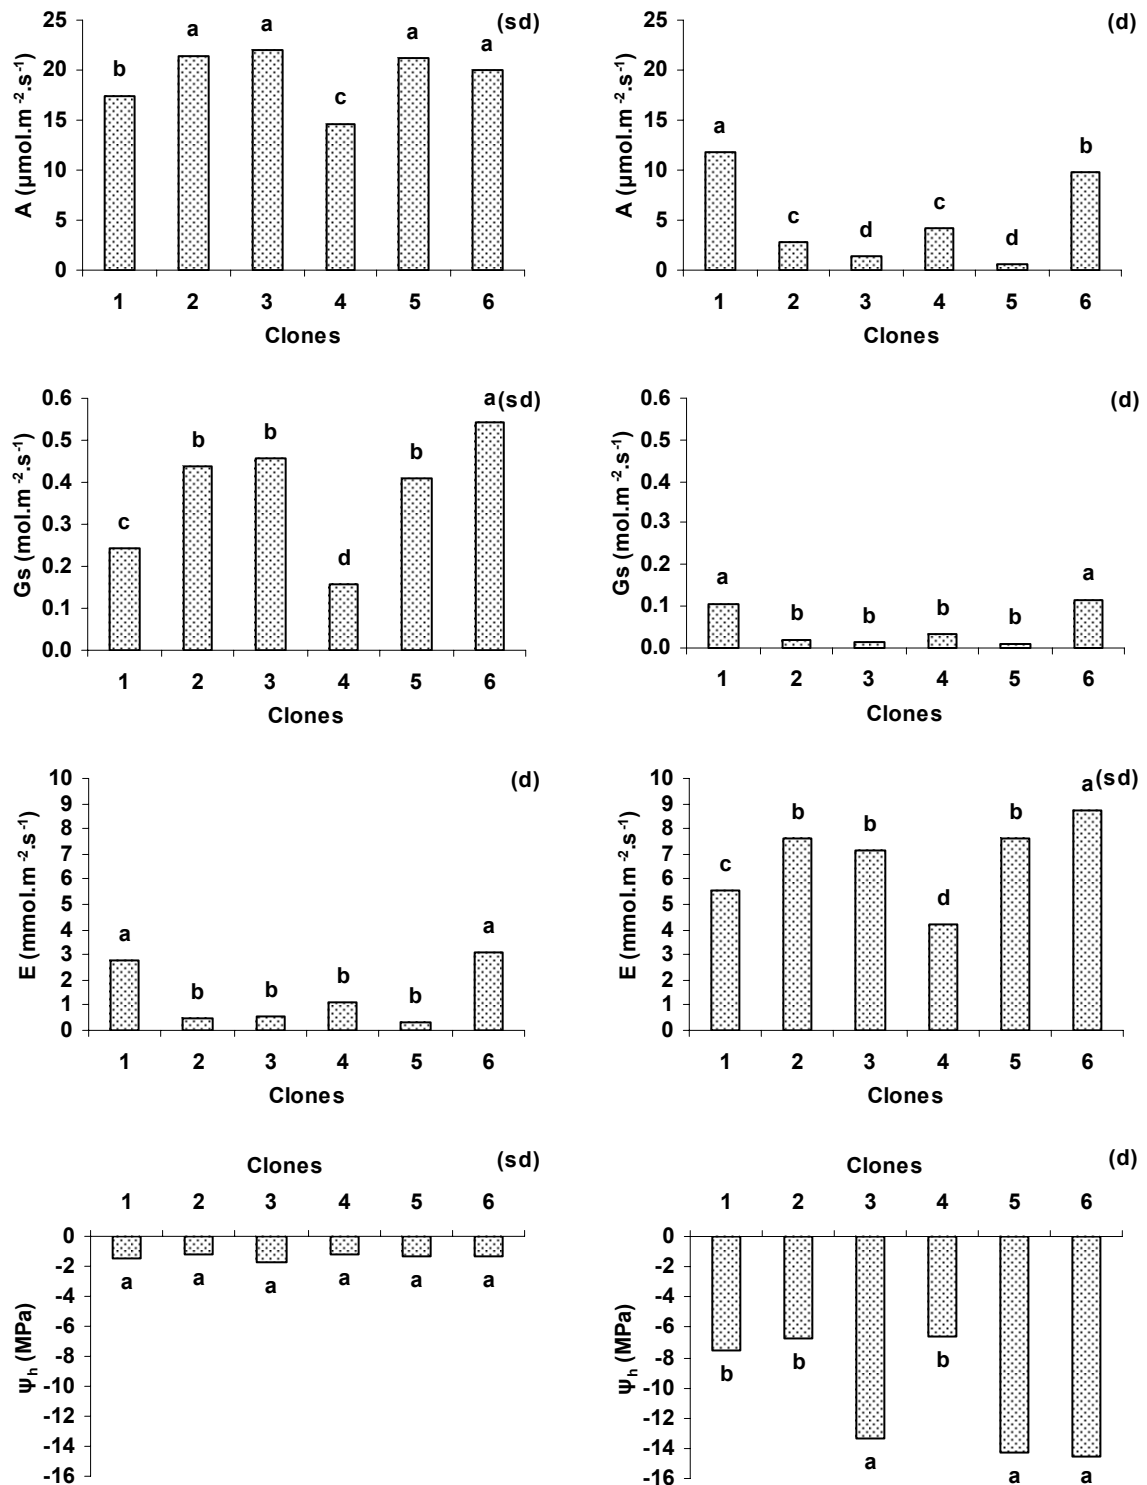 (sd)
A (µmol.m⁻².s⁻¹)
25
20
15
10
5
0
b
a
a
c
a
a
1 2 3 4 5 6
Clones
(d)
A (µmol.m⁻².s⁻¹)
25
20
15
10
5
0
a
c
d
c
d
b
1 2 3 4 5 6
Clones
(sd)
Gs (mol.m⁻².s⁻¹)
0.6
0.5
0.4
0.3
0.2
0.1
0.0
c
b
b
d
b
a
1 2 3 4 5 6
Clones
(d)
Gs (mol.m⁻².s⁻¹)
0.6
0.5
0.4
0.3
0.2
0.1
0.0
a
b
b
b
b
a
1 2 3 4 5 6
Clones
(d)
E (mmol.m⁻².s⁻¹)
10
9
8
7
6
5
4
3
2
1
0
a
b
b
b
b
a
1 2 3 4 5 6
Clones
(sd)
E (mmol.m⁻².s⁻¹)
10
9
8
7
6
5
4
3
2
1
0
c
b
b
d
b
a
1 2 3 4 5 6
Clones
Clones
(sd)
1 2 3 4 5 6
Ψh (MPa)
0
-2
-4
-6
-8
-10
-12
-14
-16
a
a
a
a
a
a
Clones
(d)
1 2 3 4 5 6
Ψh (MPa)
0
-2
-4
-6
-8
-10
-12
-14
-16
b
b
a
b
a
a